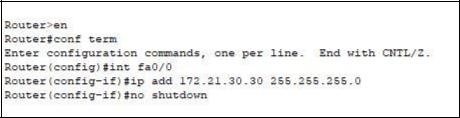 Router>en
Router#conf term
Enter configuration commands, one per line.  End with CNTL/Z.
Router(config)#int fa0/0
Router(config-if)#ip add 172.21.30.30 255.255.255.0
Router(config-if)#no shutdown